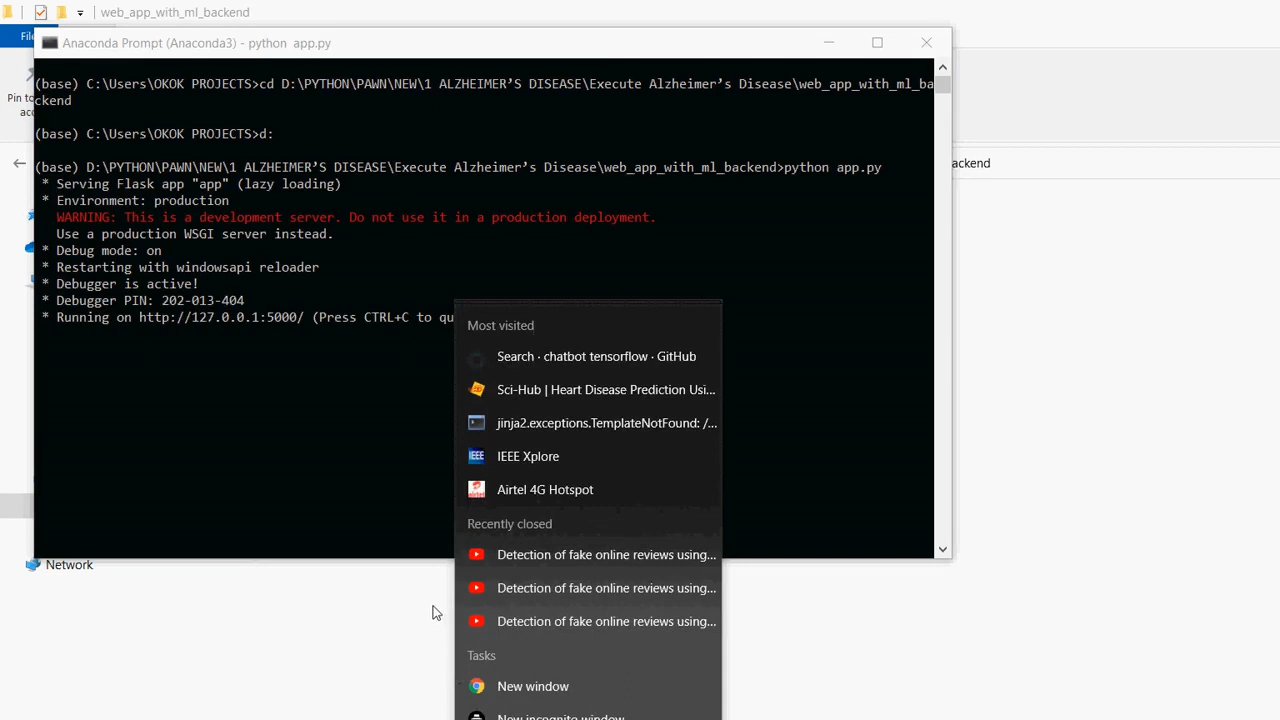 web_app_with_ml_backend
Anaconda Prompt (Anaconda3) - python  app.py
(base) C:\Users\OKOK PROJECTS>cd D:\PYTHON\PAWN\NEW\1 ALZHEIMER’S DISEASE\Execute Alzheimer’s Disease\web_app_with_ml_ba
ckend
(base) C:\Users\OKOK PROJECTS>d:
(base) D:\PYTHON\PAWN\NEW\1 ALZHEIMER’S DISEASE\Execute Alzheimer’s Disease\web_app_with_ml_backend>python app.py
* Serving Flask app "app" (lazy loading)
* Environment: production
WARNING: This is a development server. Do not use it in a production deployment.
Use a production WSGI server instead.
* Debug mode: on
* Restarting with windowsapi reloader
* Debugger is active!
* Debugger PIN: 202-013-404
* Running on http://127.0.0.1:5000/ (Press CTRL+C to qu
Fil
Pin to
acc
ackend
Network
Most visited
Search · chatbot tensorflow · GitHub
Sci-Hub | Heart Disease Prediction Usi...
jinja2.exceptions.TemplateNotFound: /...
IEEE Xplore
Airtel 4G Hotspot
Recently closed
Detection of fake online reviews using...
Detection of fake online reviews using...
Detection of fake online reviews using...
Tasks
New window
New incognito window